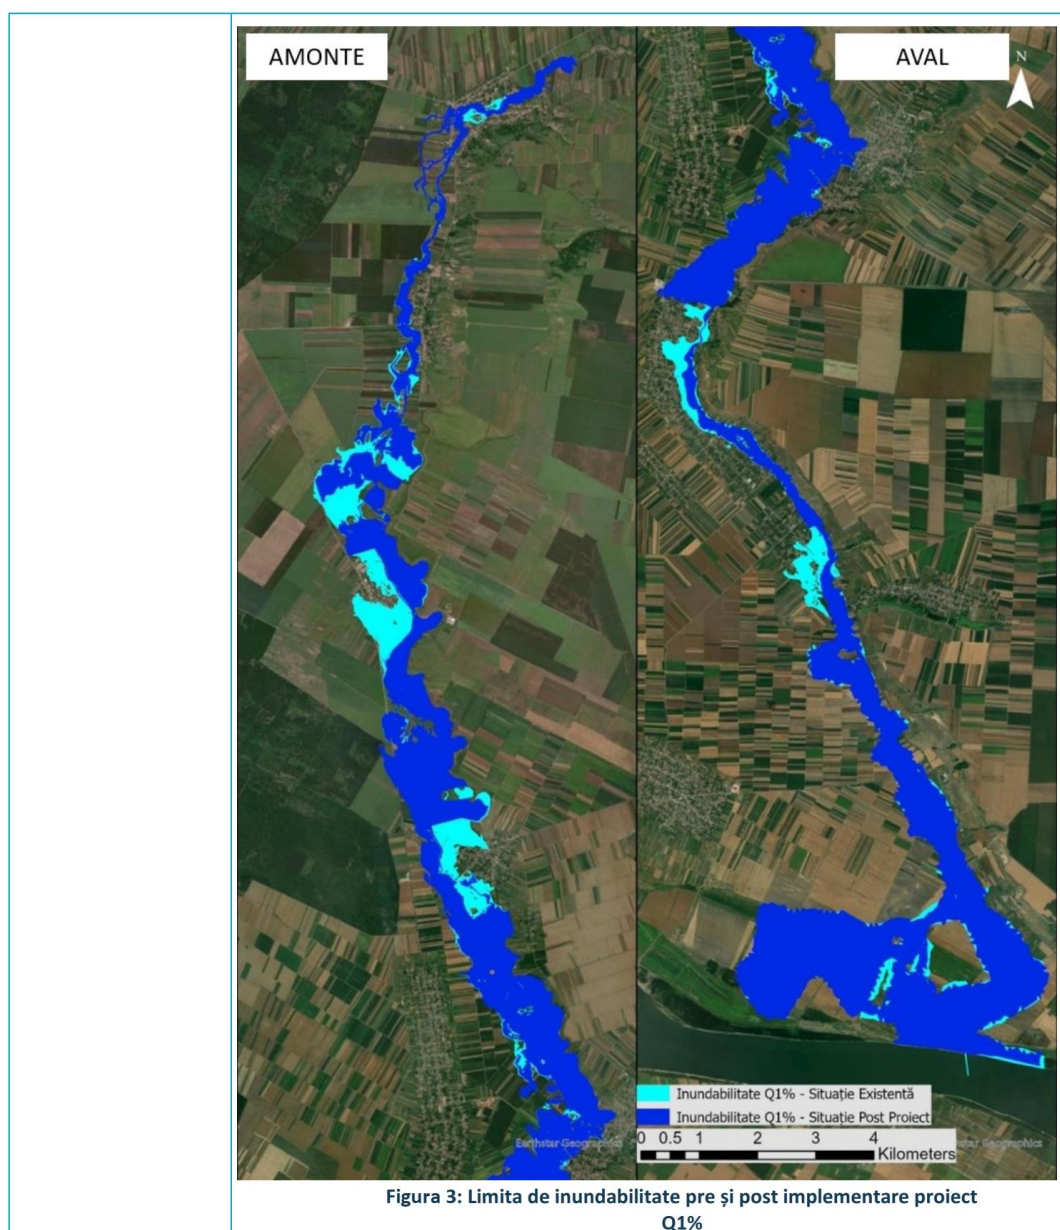 AMONTE
AVAL
N
Inundabilitate Q1% - Situație Existentă
Inundabilitate Q1% - Situație Post Proiect
0 0.5 1 2 3 4
Kilometers
Earthstar Geographics
Geographics
Figura 3: Limita de inundabilitate pre și post implementare proiect
Q1%